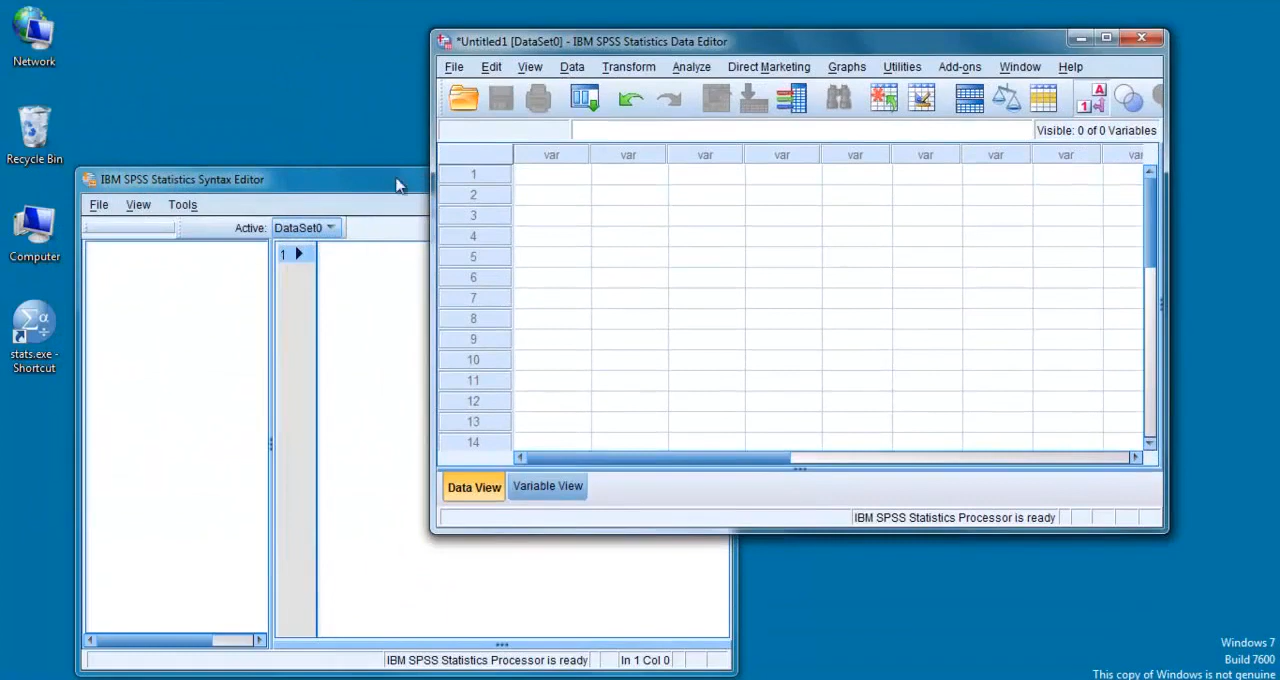 Network
Recycle Bin
Computer
stats.exe -
Shortcut
*Untitled1 [DataSet0] - IBM SPSS Statistics Data Editor
File Edit View Data Transform Analyze Direct Marketing Graphs Utilities Add-ons Window Help
A
1
Visible: 0 of 0 Variables
var var var var var var var var var
1
2
3
4
5
6
7
8
9
10
11
12
13
14
Data View Variable View
IBM SPSS Statistics Processor is ready
IBM SPSS Statistics Syntax Editor
File View Tools
Active: DataSet0
1
IBM SPSS Statistics Processor is ready In 1 Col 0
Windows 7
Build 7600
This copy of Windows is not genuine